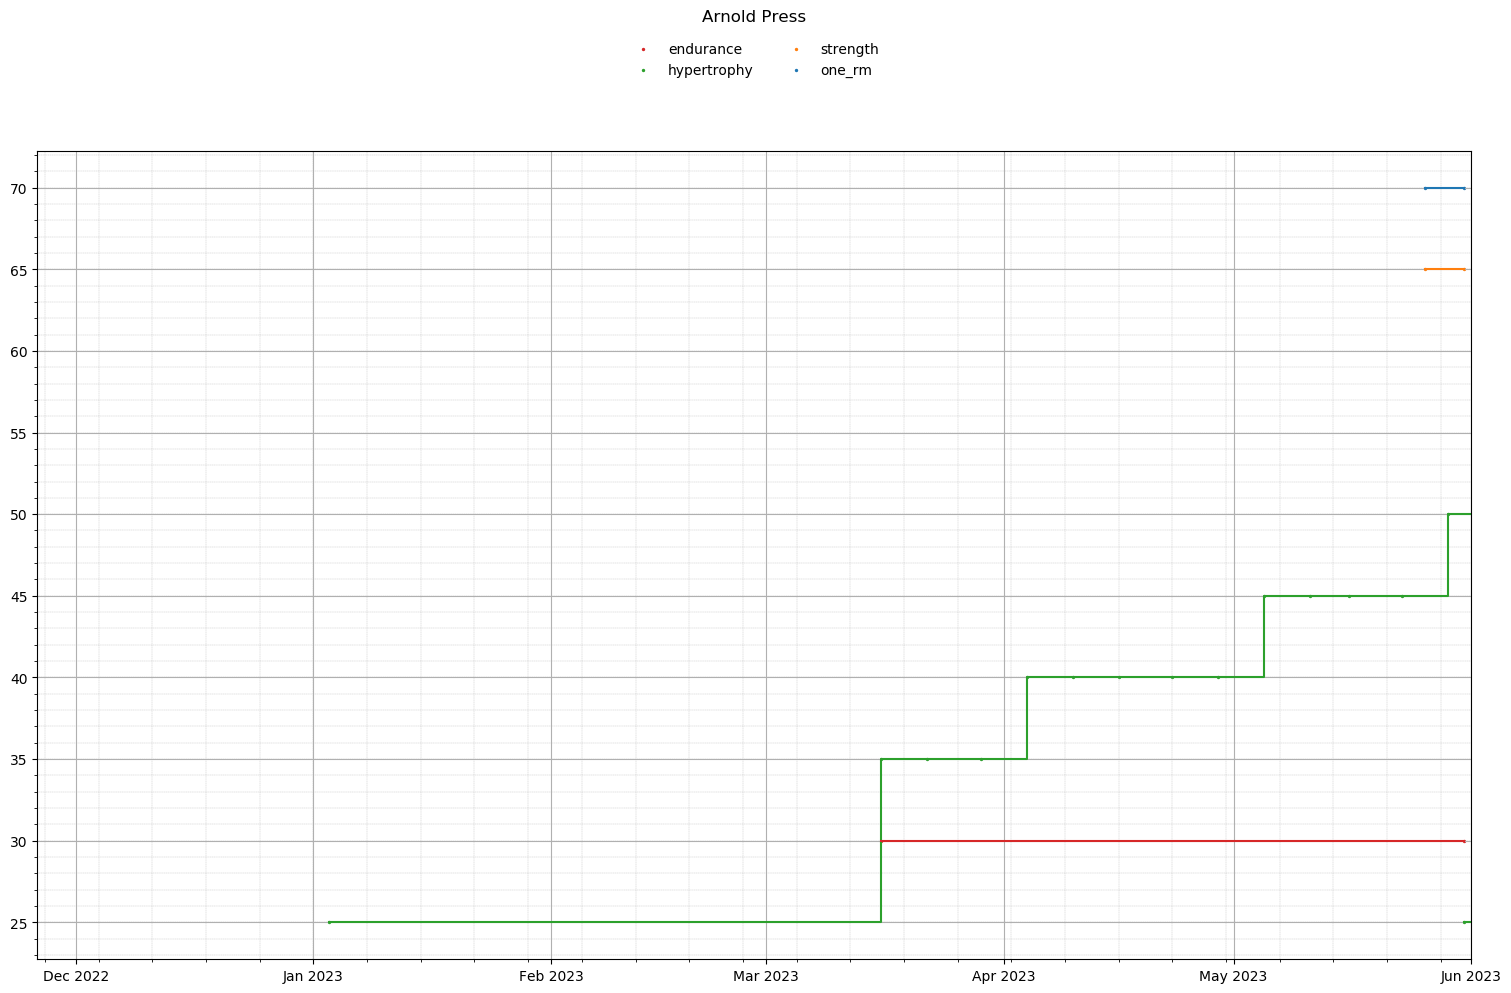 Arnold Press
endurance strength
hypertrophy one_rm
70
65
60
55
50
45
40
35
30
25
Dec 2022 Jan 2023 Feb 2023 Mar 2023 Apr 2023 May 2023 Jun 2023